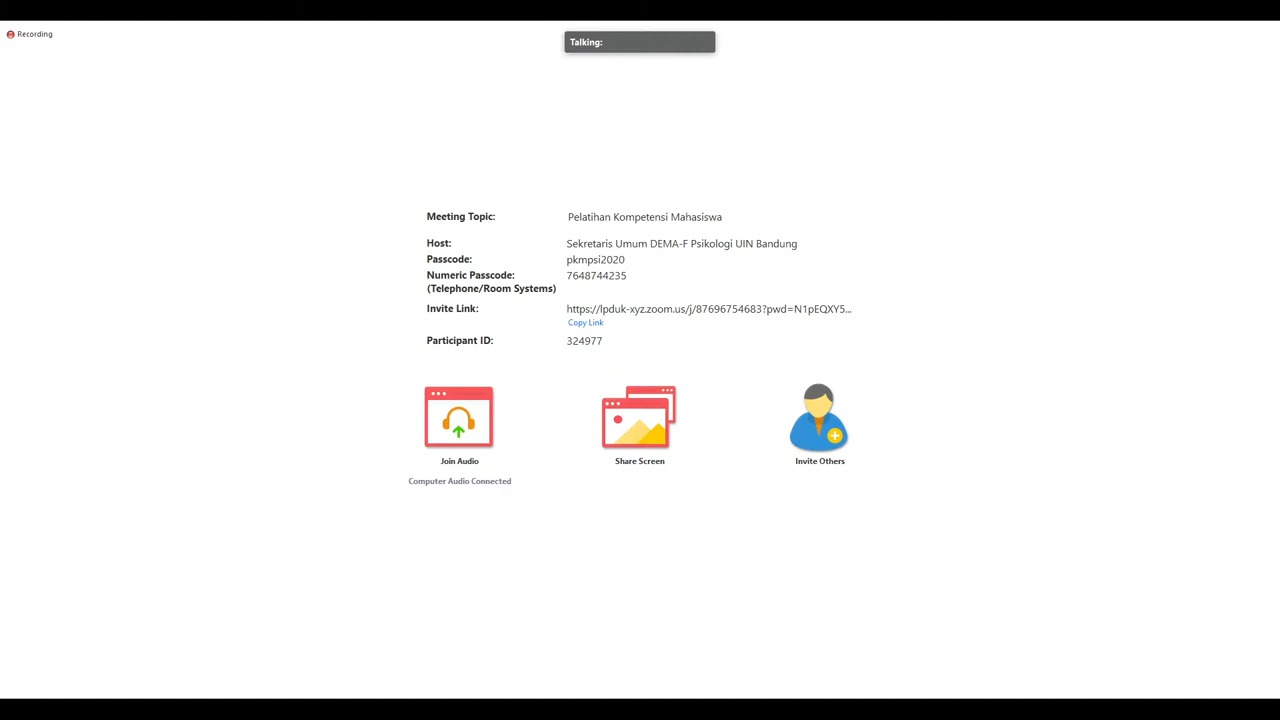 Recording
Talking:
Meeting Topic: Pelatihan Kompetensi Mahasiswa
Host: Sekretaris Umum DEMA-F Psikologi UIN Bandung
Passcode: pkmpsi2020
Numeric Passcode: 7648744235
(Telephone/Room Systems)
Invite Link: https://lpduk-xyz.zoom.us/j/87696754683?pwd=N1pEQXY5...
Copy Link
Participant ID: 324977
Join Audio
Share Screen
Invite Others
Computer Audio Connected